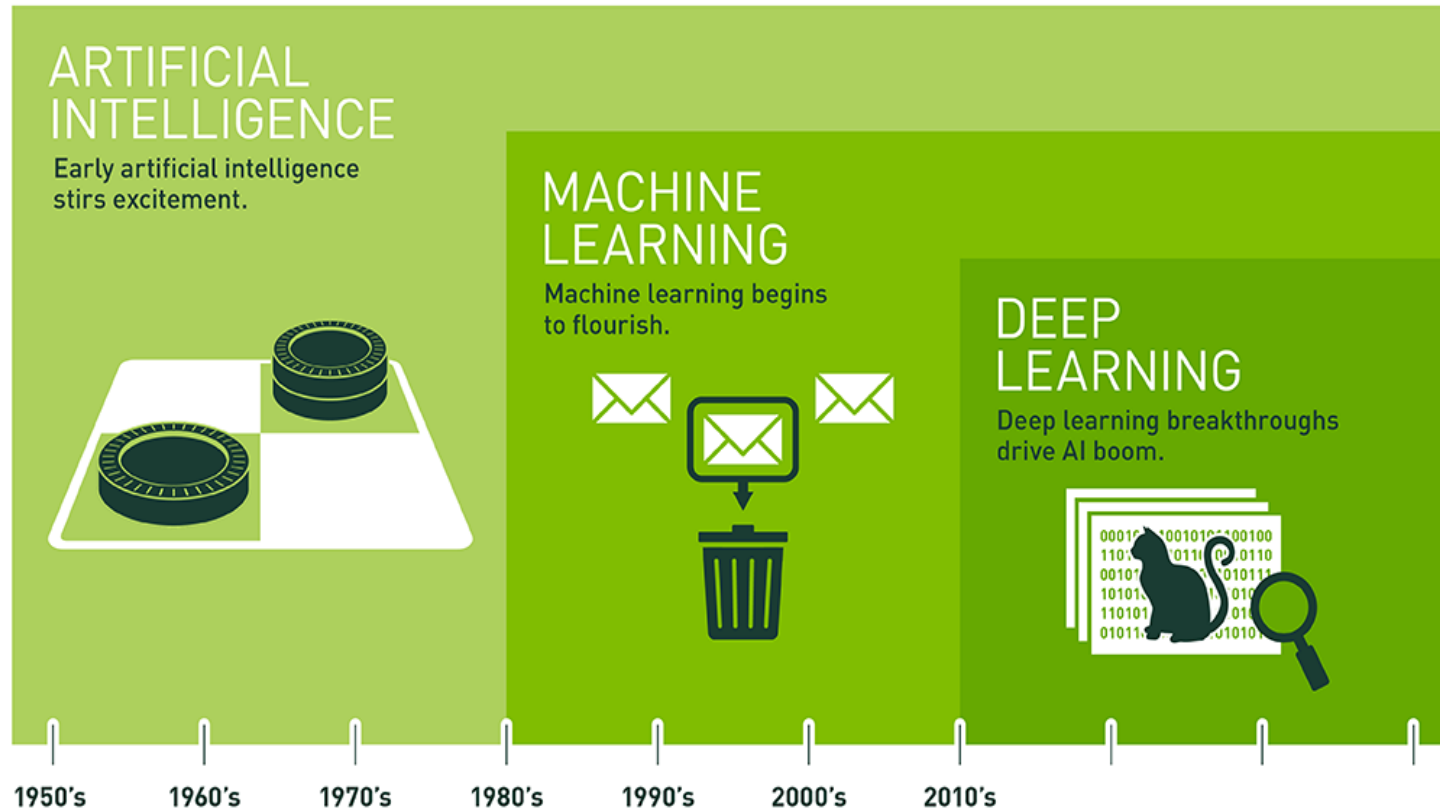 ARTIFICIAL
INTELLIGENCE
Early artificial intelligence
stirs excitement.
MACHINE
LEARNING
Machine learning begins
to flourish.
DEEP
LEARNING
Deep learning breakthroughs
drive AI boom.
1950's 1960's 1970's 1980's 1990's 2000's 2010's